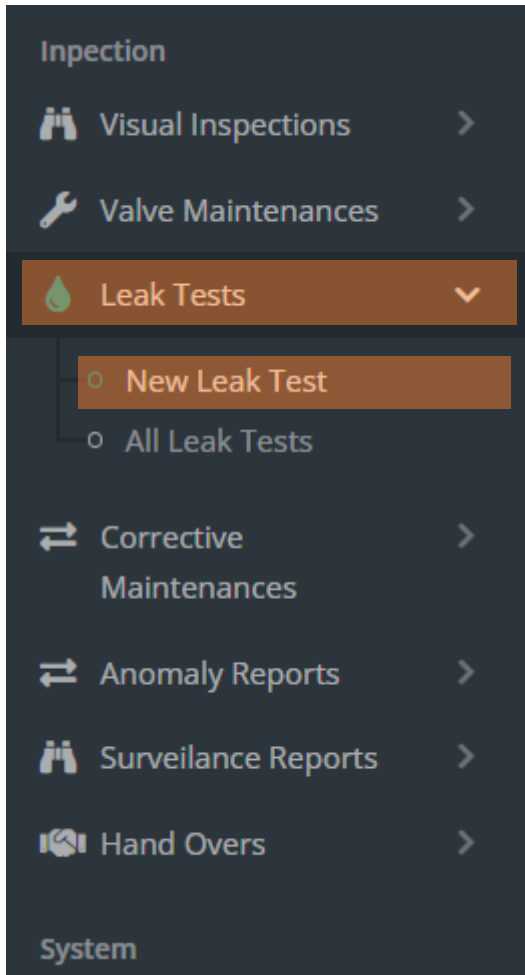 Inpection
Visual Inspections
Valve Maintenances
Leak Tests
New Leak Test
All Leak Tests
Corrective
Maintenances
Anomaly Reports
Surveilance Reports
Hand Overs
System